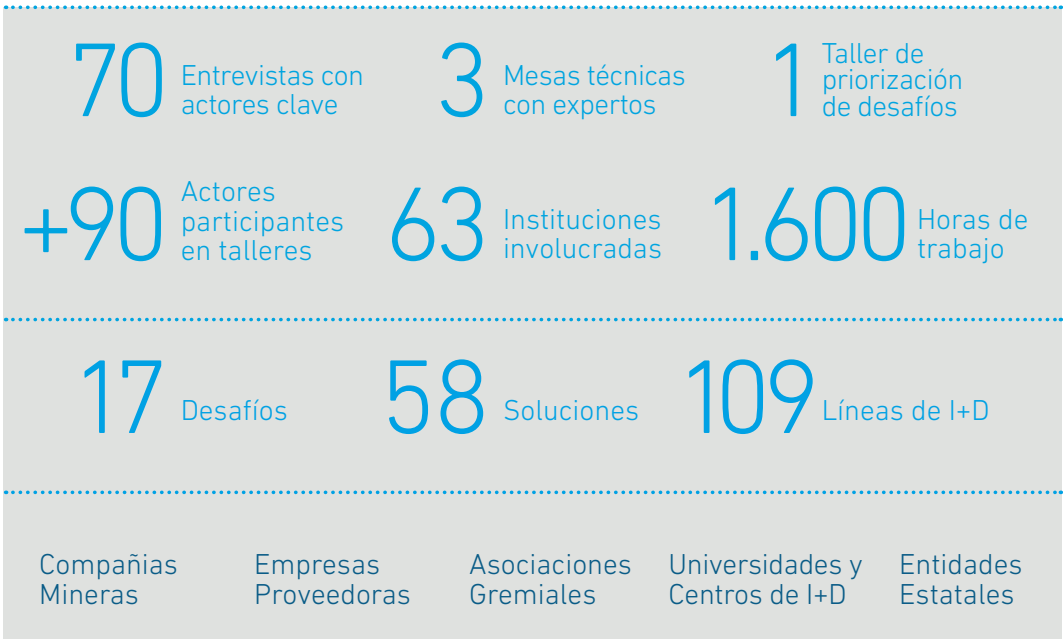 70 Entrevistas con
actores clave
3 Mesas técnicas
con expertos
1 Taller de
priorización
de desafíos
+90 Actores
participantes
en talleres
63 Instituciones
involucradas
1.600 Horas de
trabajo
17 Desafíos
58 Soluciones
109 Líneas de I+D
Compañias
Mineras
Empresas
Proveedoras
Asociaciones
Gremiales
Universidades y
Centros de I+D
Entidades
Estatales